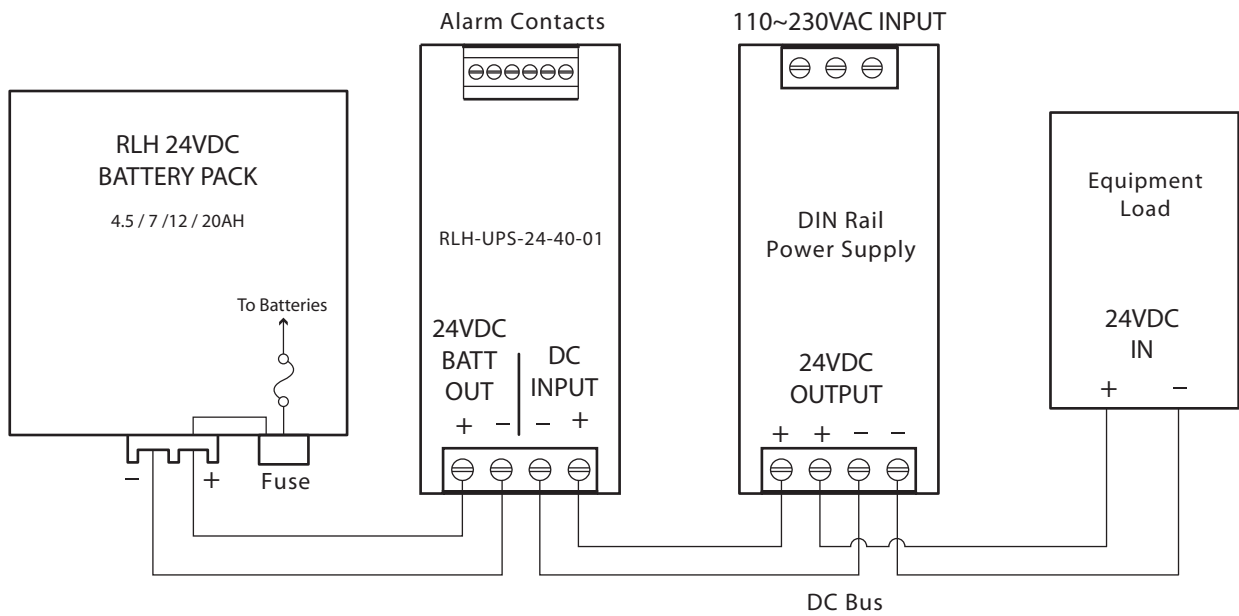 Alarm Contacts
110~230VAC INPUT
RLH 24VDC
BATTERY PACK
4.5 / 7 /12 / 20AH
To Batteries
- +
Fuse
RLH-UPS-24-40-01
24VDC
BATT
OUT
DC
INPUT
+ – – +
DIN Rail
Power Supply
24VDC
OUTPUT
+ + – –
Equipment
Load
24VDC
IN
+ –
DC Bus